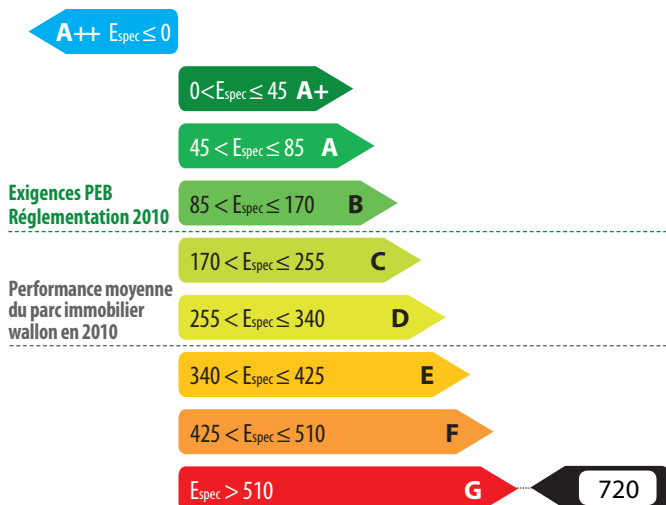 A++ Espec ≤ 0
0<Espec ≤ 45 A+
45 < Espec ≤ 85 A
Exigences PEB
Réglementation 2010
85 < Espec ≤ 170 B
170 < Espec ≤ 255 C
Performance moyenne
du parc immobilier
wallon en 2010
255 < Espec ≤ 340 D
340 < Espec ≤ 425 E
425 < Espec ≤ 510 F
Espec > 510 G
720